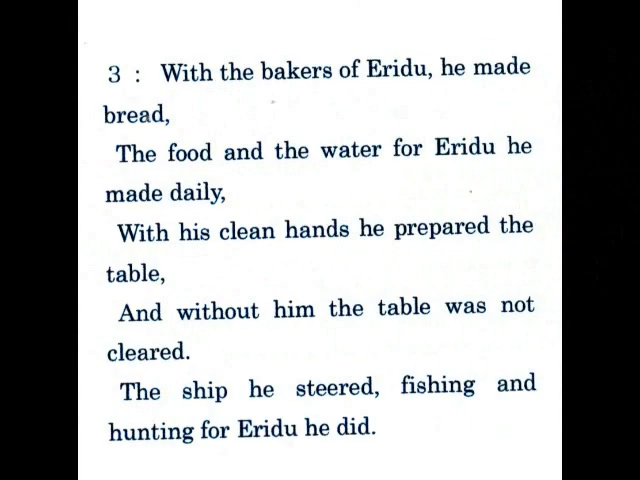 3 : With the bakers of Eridu, he made
bread,
The food and the water for Eridu he
made daily,
With his clean hands he prepared the
table,
And without him the table was not
cleared.
The ship he steered, fishing and
hunting for Eridu he did.